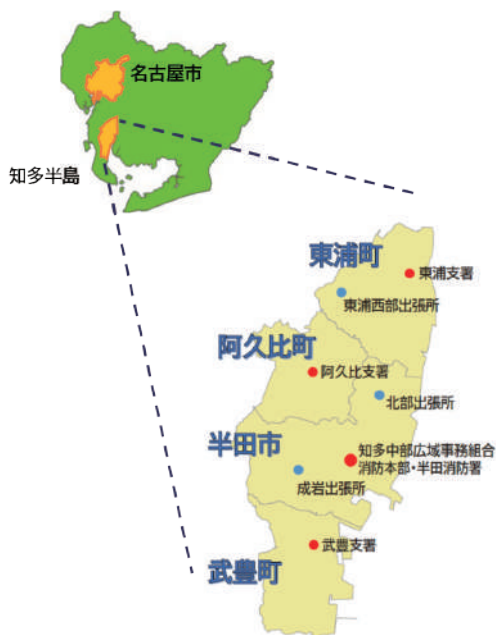 名古屋市
知多半島
東浦町
東浦支署
東浦西部出張所
阿久比町
阿久比支署
北部出張所
半田市
知多中部広域事務組合
消防本部・半田消防署
成岩出張所
武豊支署
武豊町